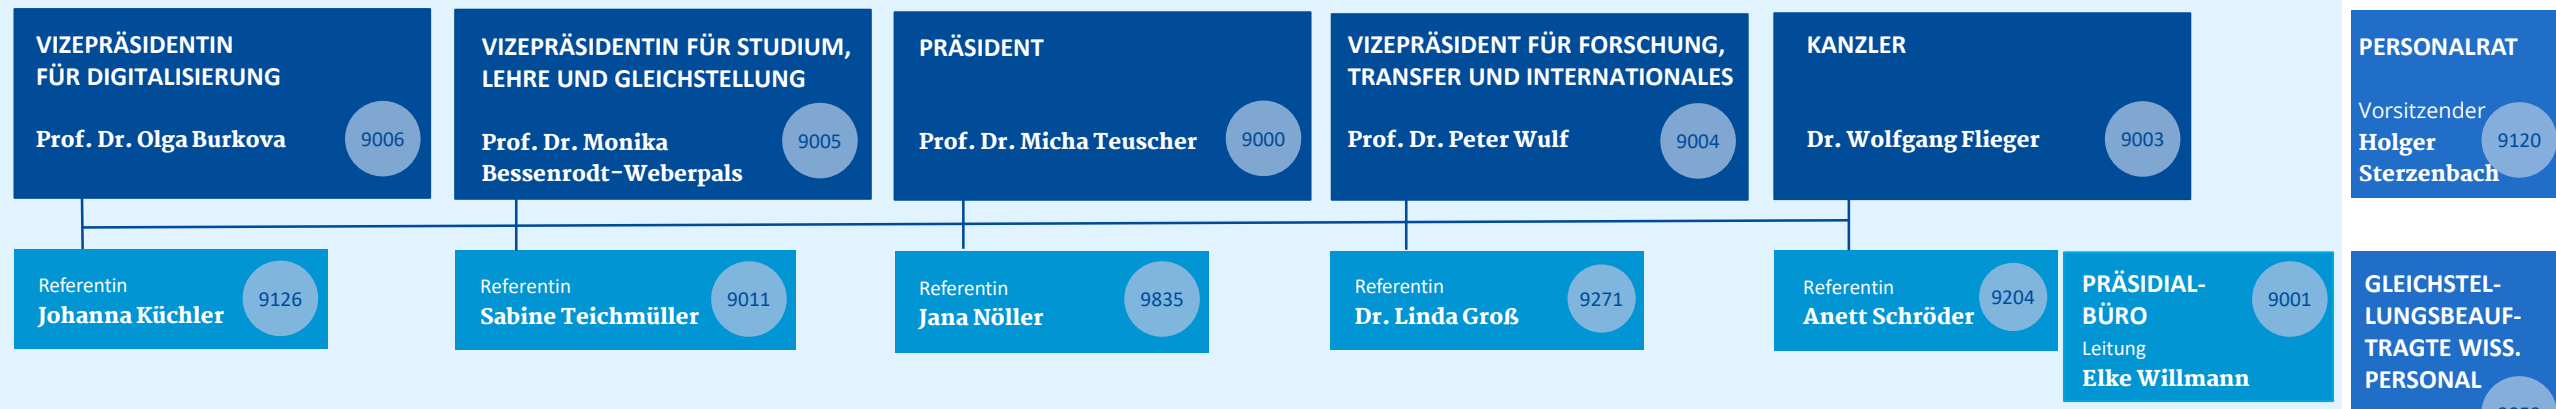 VIZEPRÄSIDENTIN
FÜR DIGITALISIERUNG
Prof. Dr. Olga Burkova
9006
VIZEPRÄSIDENTIN FÜR STUDIUM,
LEHRE UND GLEICHSTELLUNG
Prof. Dr. Monika
Bessenrodt-Weberpals
9005
PRÄSIDENT
Prof. Dr. Micha Teuscher
9000
VIZEPRÄSIDENT FÜR FORSCHUNG,
TRANSFER UND INTERNATIONALES
Prof. Dr. Peter Wulf
9004
KANZLER
Dr. Wolfgang Flieger
9003
PERSONALRAT
Vorsitzender
Holger
Sterzenbach
9120
Referentin
Johanna Küchler
9126
Referentin
Sabine Teichmüller
9011
Referentin
Jana Nöller
9835
Referentin
Dr. Linda Groß
9271
Referentin
Anett Schröder
9204
PRÄSIDIAL-
BÜRO
Leitung
Elke Willmann
9001
GLEICHSTEL-
LUNGSBEAUF-
TRAGTE WISS.
PERSONAL